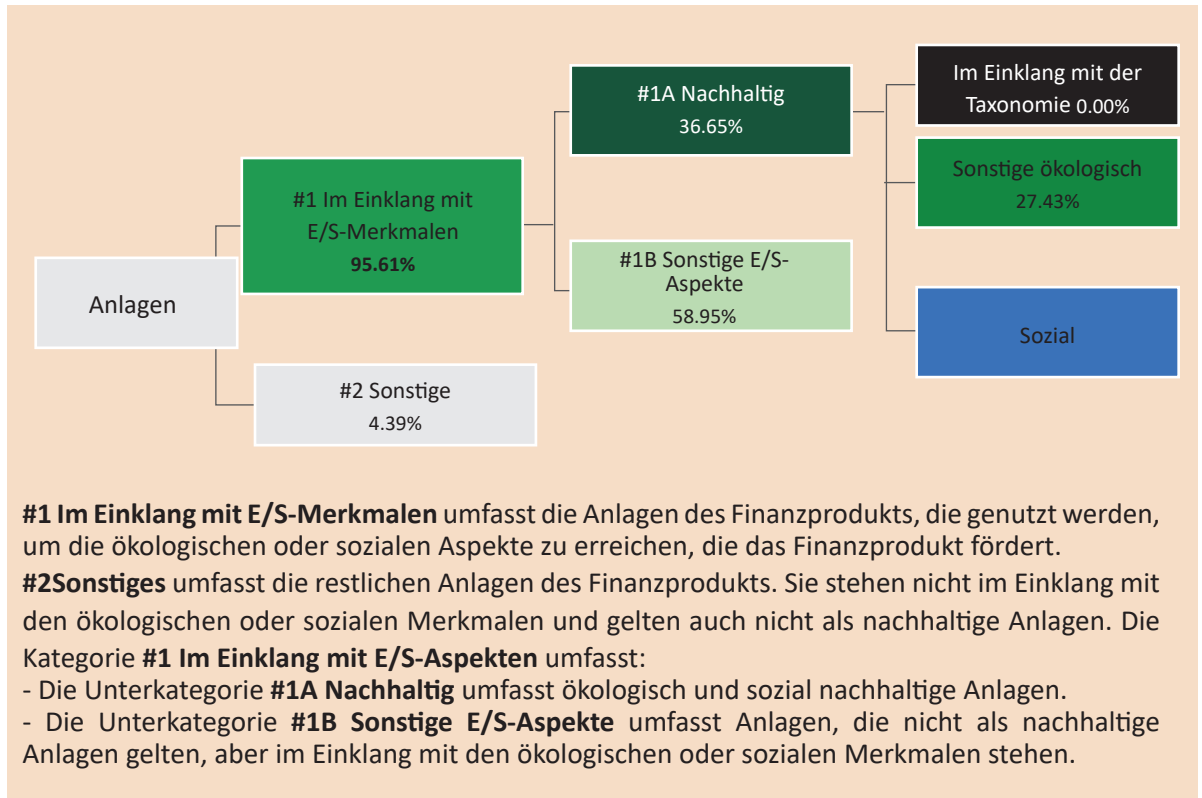 Anlagen
#1 Im Einklang mit
E/S-Merkmalen
95.61%
#2 Sonstige
4.39%
#1A Nachhaltig
36.65%
#1B Sonstige E/S-
Aspekte
58.95%
Im Einklang mit der
Taxonomie 0.00%
Sonstige ökologisch
27.43%
Sozial
#1 Im Einklang mit E/S-Merkmalen umfasst die Anlagen des Finanzprodukts, die genutzt werden,
um die ökologischen oder sozialen Aspekte zu erreichen, die das Finanzprodukt fördert.
#2Sonstiges umfasst die restlichen Anlagen des Finanzprodukts. Sie stehen nicht im Einklang mit
den ökologischen oder sozialen Merkmalen und gelten auch nicht als nachhaltige Anlagen. Die
Kategorie #1 Im Einklang mit E/S-Aspekten umfasst:
- Die Unterkategorie #1A Nachhaltig umfasst ökologisch und sozial nachhaltige Anlagen.
- Die Unterkategorie #1B Sonstige E/S-Aspekte umfasst Anlagen, die nicht als nachhaltige
Anlagen gelten, aber im Einklang mit den ökologischen oder sozialen Merkmalen stehen.